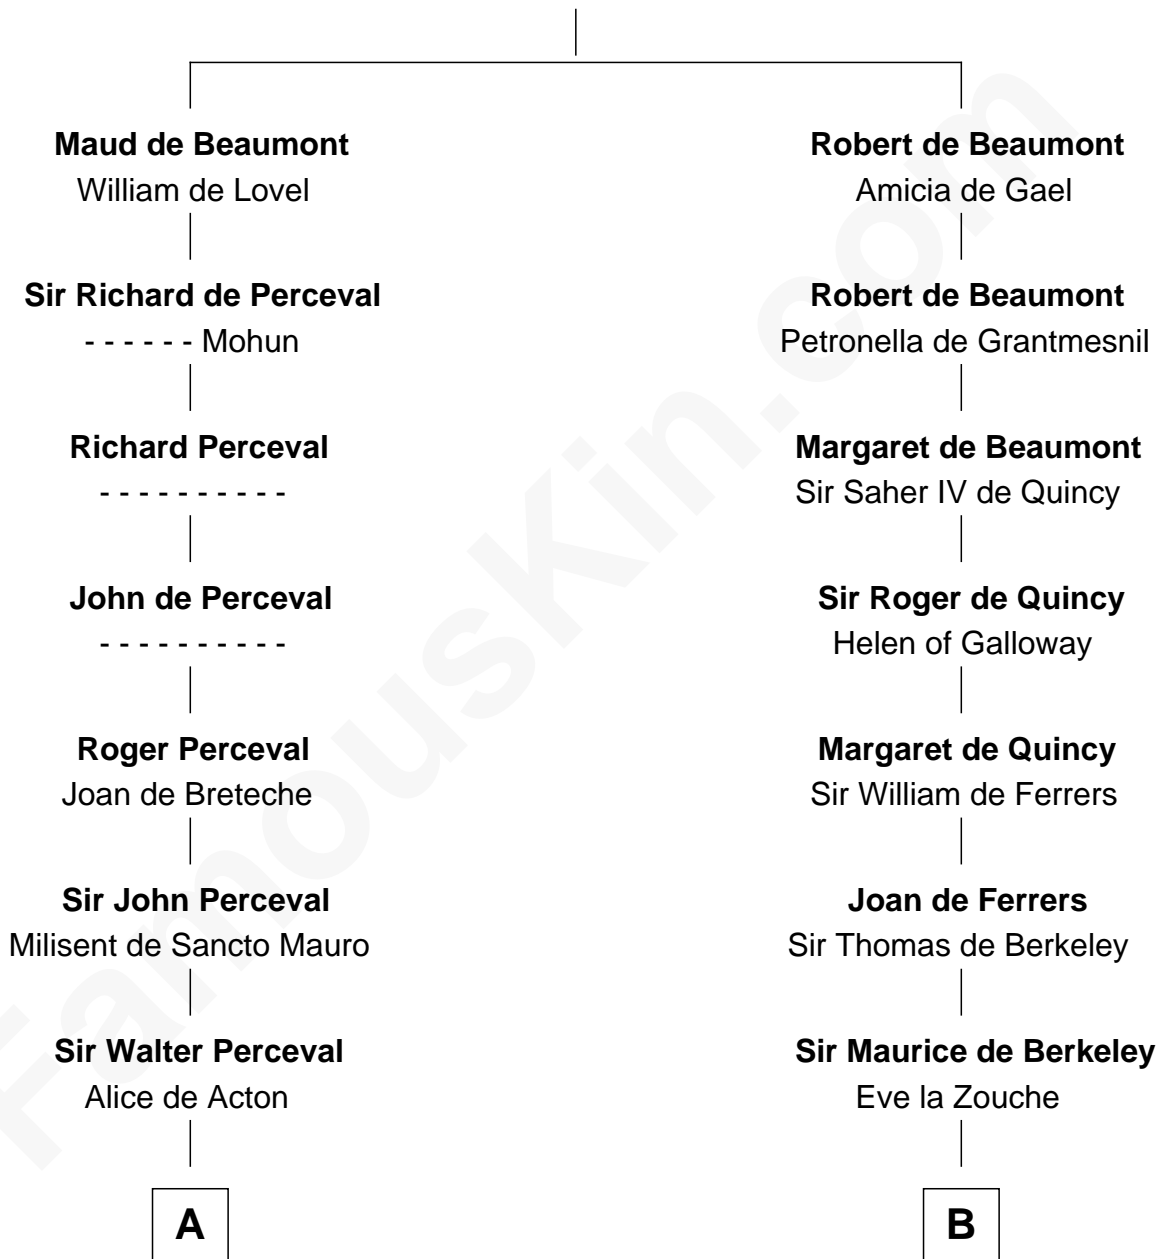 Maud de Beaumont
William de Lovel
Sir Richard de Perceval
- - - - - - Mohun
Richard Perceval
- - - - - - - - - -
John de Perceval
- - - - - - - - - -
Roger Perceval
Joan de Breteche
Sir John Perceval
Milisent de Sancto Mauro
Sir Walter Perceval
Alice de Acton
A
Robert de Beaumont
Amicia de Gael
Robert de Beaumont
Petronella de Grantmesnil
Margaret de Beaumont
Sir Saher IV de Quincy
Sir Roger de Quincy
Helen of Galloway
Margaret de Quincy
Sir William de Ferrers
Joan de Ferrers
Sir Thomas de Berkeley
Sir Maurice de Berkeley
Eve la Zouche
B
FamousKin.com